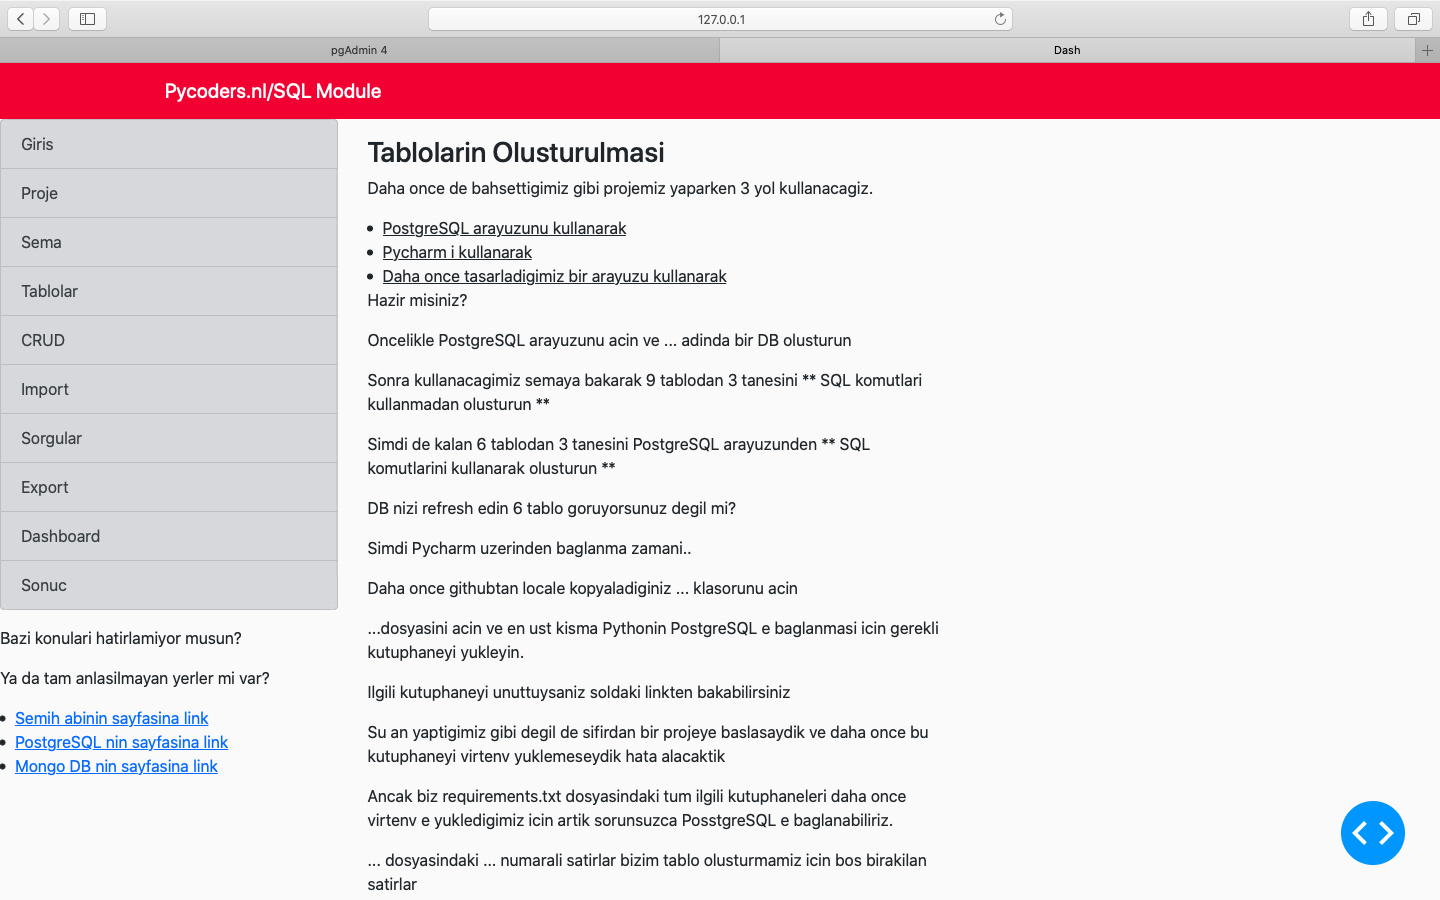 127.0.0.1
pgAdmin 4
Dash
Pycoders.nl/SQL Module
Giris
Proje
Sema
Tablolar
CRUD
Import
Sorgular
Export
Dashboard
Sonuc
Bazi konulari hatirlamiyor musun?
Ya da tam anlasilmayan yerler mi var?
Semih abinin sayfasina link
PostgreSQL nin sayfasina link
Mongo DB nin sayfasina link
Tablolarin Olusturulmasi
Daha once de bahsettigimiz gibi projemiz yaparken 3 yol kullanacagiz.
PostgreSQL arayuzunu kullanarak
Pycharm i kullanarak
Daha once tasarladigimiz bir arayuzu kullanarak
Hazir misiniz?
Oncelikle PostgreSQL arayuzunu acin ve ... adinda bir DB olusturun
Sonra kullanacagimiz semaya bakarak 9 tablodan 3 tanesini ** SQL komutlari
kullanmadan olusturun **
Simdi de kalan 6 tablodan 3 tanesini PostgreSQL arayuzunden ** SQL
komutlarini kullanarak olusturun **
DB nizi refresh edin 6 tablo goruyorsunuz degil mi?
Simdi Pycharm uzerinden baglanma zamani..
Daha once githubtan locale kopyaladiginiz ... klasorunu acin
...dosyasini acin ve en ust kisma Pythonin PostgreSQL e baglanmasi icin gerekli
kutuphaneyi yukleyin.
Ilgili kutuphaneyi unuttuysaniz soldaki linkten bakabilirsiniz
Su an yaptigimiz gibi degil de sifirdan bir projeye baslasaydik ve daha once bu
kutuphaneyi virtenv yuklemeseydik hata alacaktik
Ancak biz requirements.txt dosyasindaki tum ilgili kutuphaneleri daha once
virtenv e yukledigimiz icin artik sorunsuzca PosstgreSQL e baglanabiliriz.
... dosyasindaki ... numarali satirlar bizim tablo olusturmamiz icin bos birakilan
satirlar